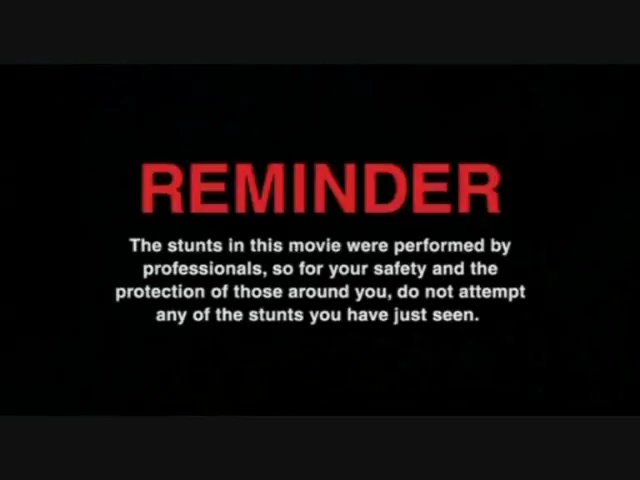 REMINDER
The stunts in this movie were performed by
professionals, so for your safety and the
protection of those around you, do not attempt
any of the stunts you have just seen.